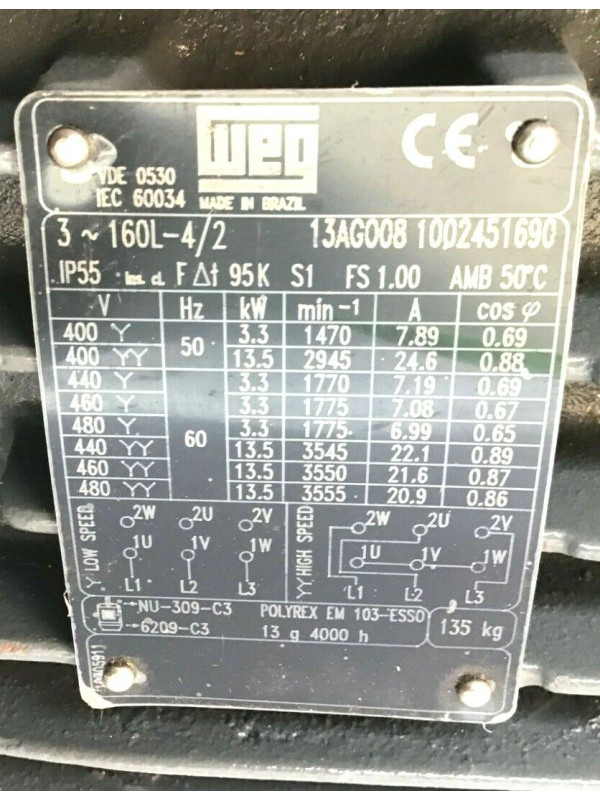 WEG
CE
VDE 0530
IEC 60034 MADE IN BRAZIL
3 ~ 160L-4/2 13AG008 1002451690
IP55 Ins. cl. F Δt 95K S1 FS 1.00 AMB 50°C
V Hz kW min⁻¹ A cos φ
400 Y 50 3.3 1470 7.89 0.69
400 YY 13.5 2945 24.6 0.88
440 Y 60 3.3 1770 7.19 0.69
460 Y 3.3 1775 7.08 0.67
480 Y 3.3 1775 6.99 0.65
440 YY 13.5 3545 22.1 0.89
460 YY 13.5 3550 21.6 0.87
480 YY 13.5 3555 20.9 0.86
Y LOW SPEED
2W 2U 2V
1U 1V 1W
L1 L2 L3
YY HIGH SPEED
2W 2U 2V
1U 1V 1W
L1 L2 L3
NU-309-C3 POLYREX EM 103-ESSO
6209-C3 13 g 4000 h
135 kg